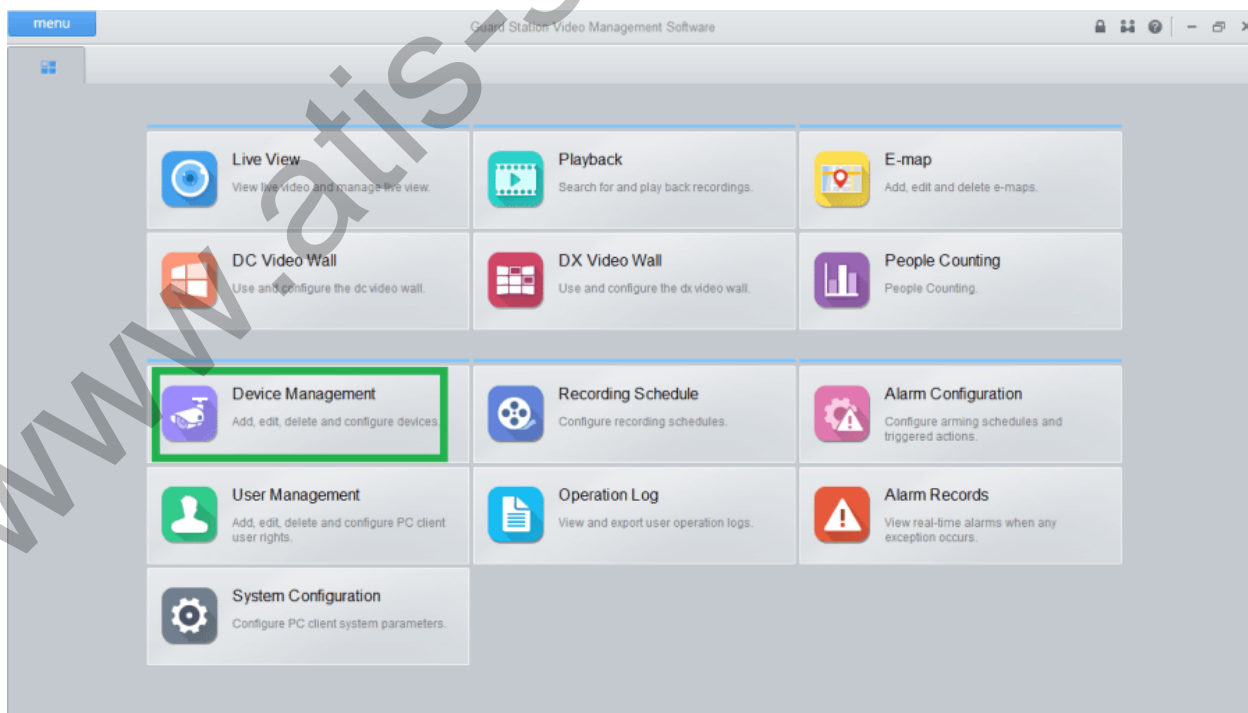 menu
Guard Station Video Management Software
Live View
View live video and manage live view.
Playback
Search for and play back recordings.
E-map
Add, edit and delete e-maps.
DC Video Wall
Use and configure the dc video wall.
DX Video Wall
Use and configure the dx video wall.
People Counting
People Counting.
Device Management
Add, edit, delete and configure devices.
Recording Schedule
Configure recording schedules.
Alarm Configuration
Configure arming schedules and
triggered actions.
User Management
Add, edit, delete and configure PC client
user rights.
Operation Log
View and export user operation logs.
Alarm Records
View real-time alarms when any
exception occurs.
System Configuration
Configure PC client system parameters.
www.atis-s